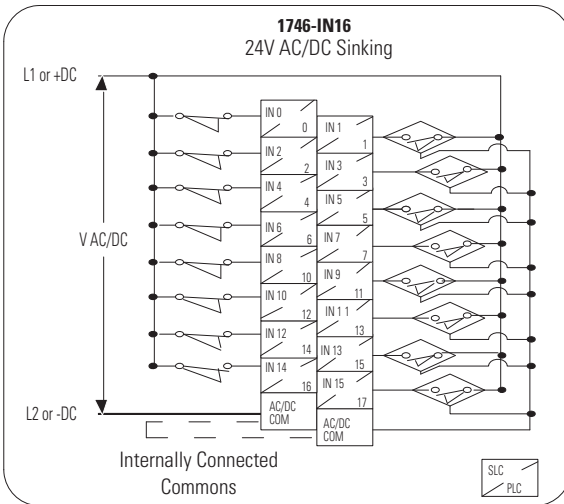 1746-IN16
24V AC/DC Sinking
L1 or +DC
IN 0
0
IN 1
1
IN 2
2
IN 3
3
IN 4
4
IN 5
5
IN 6
6
IN 7
7
V AC/DC
IN 8
10
IN 9
11
IN 10
12
IN 1 1
13
IN 12
14
IN 13
15
IN 14
16
IN 15
17
L2 or -DC
AC/DC
COM
AC/DC
COM
Internally Connected
Commons
SLC
PLC